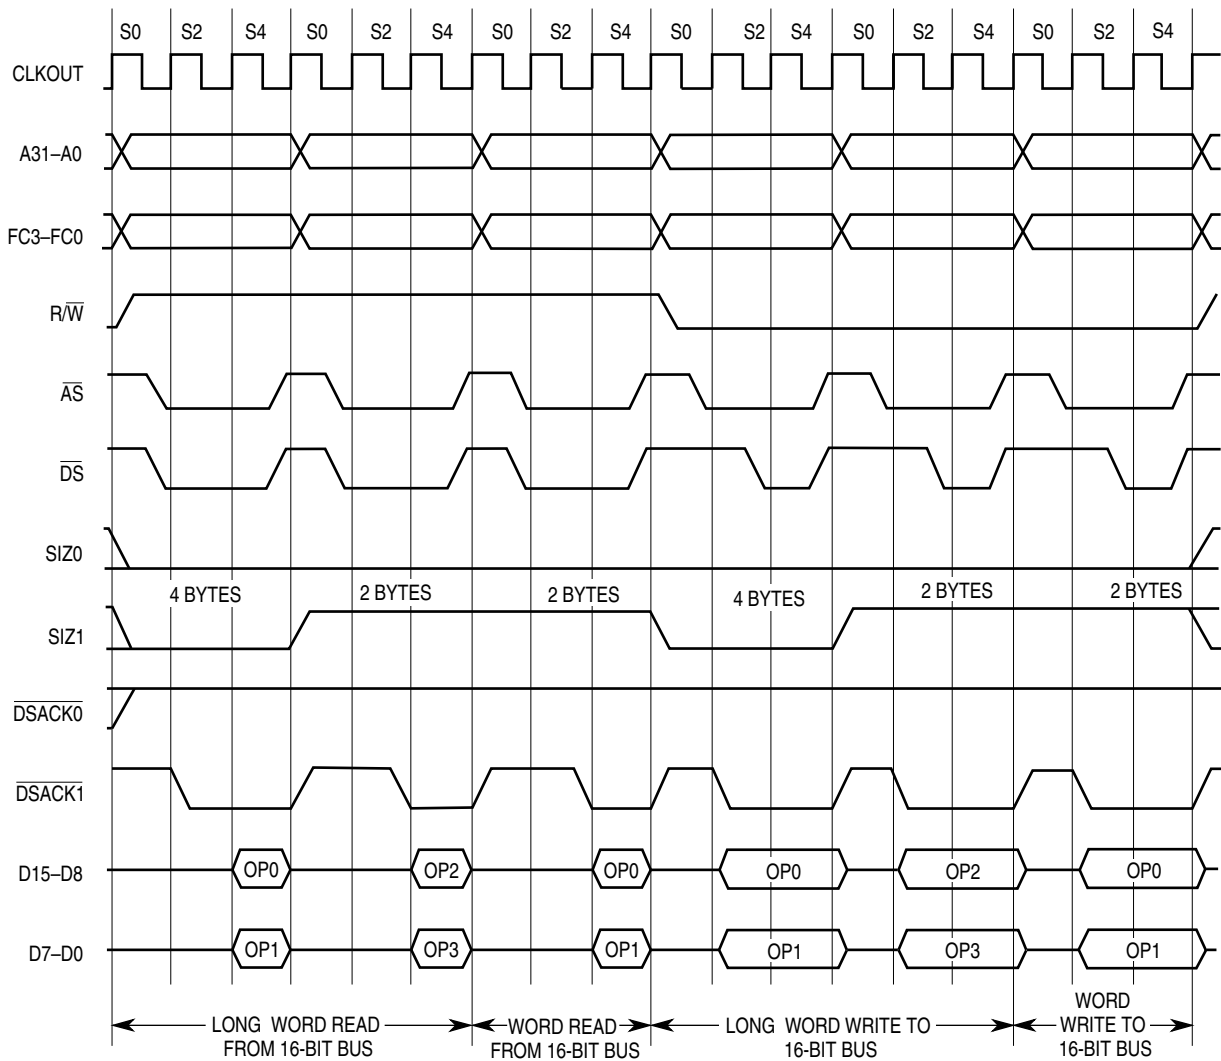 S0 S2 S4 S0 S2 S4 S0 S2 S4 S0 S2 S4 S0 S2 S4 S0 S2 S4
CLKOUT
A31–A0
FC3–FC0
R/W
AS
DS
SIZ0
4 BYTES 2 BYTES 2 BYTES 4 BYTES 2 BYTES 2 BYTES
SIZ1
DSACK0
DSACK1
D15–D8 OP0 OP2 OP0 OP0 OP2 OP0
D7–D0 OP1 OP3 OP1 OP1 OP3 OP1
LONG WORD READ
FROM 16-BIT BUS
WORD READ
FROM 16-BIT BUS
LONG WORD WRITE TO
16-BIT BUS
WORD
WRITE TO
16-BIT BUS